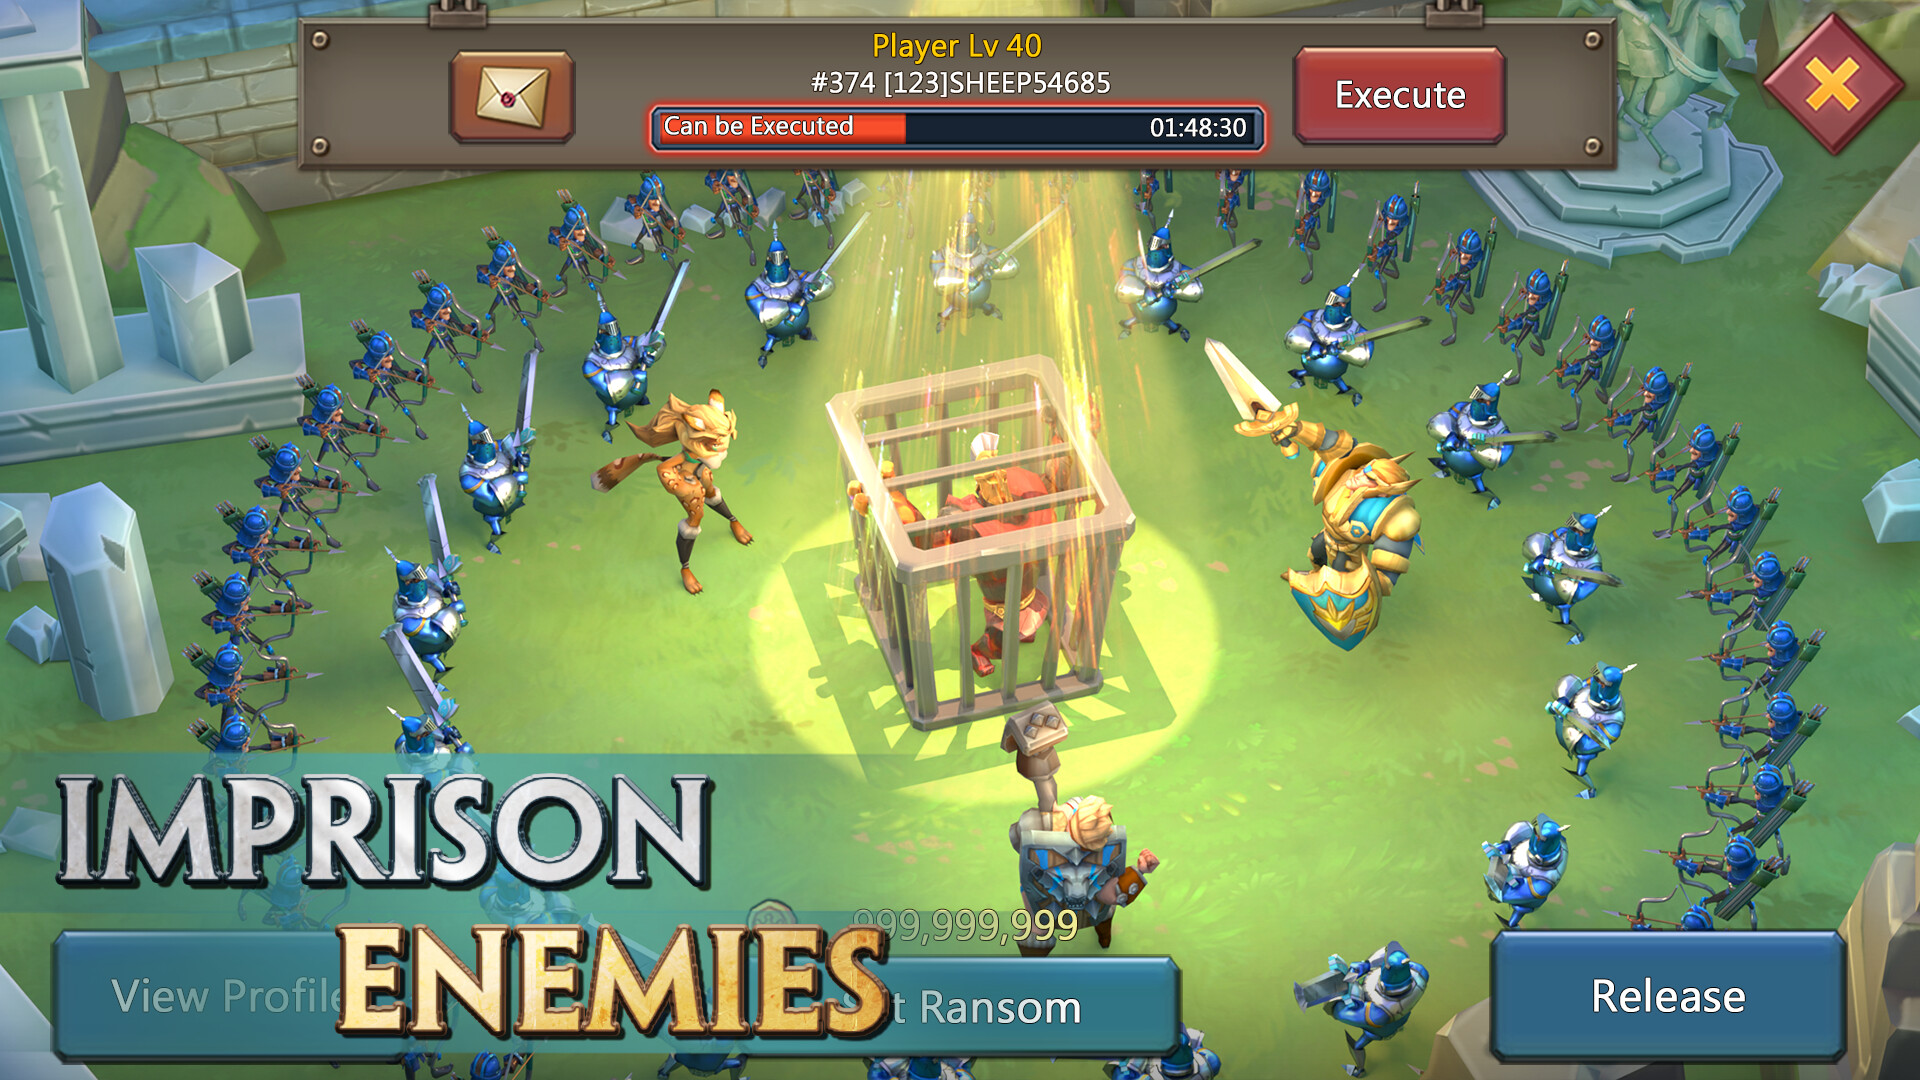 Player Lv 40
#374 [123]SHEEP54685
Can be Executed
01:48:30
Execute
IMPRISON
ENEMIES
999,999,999
View Profile
Ransom
Release